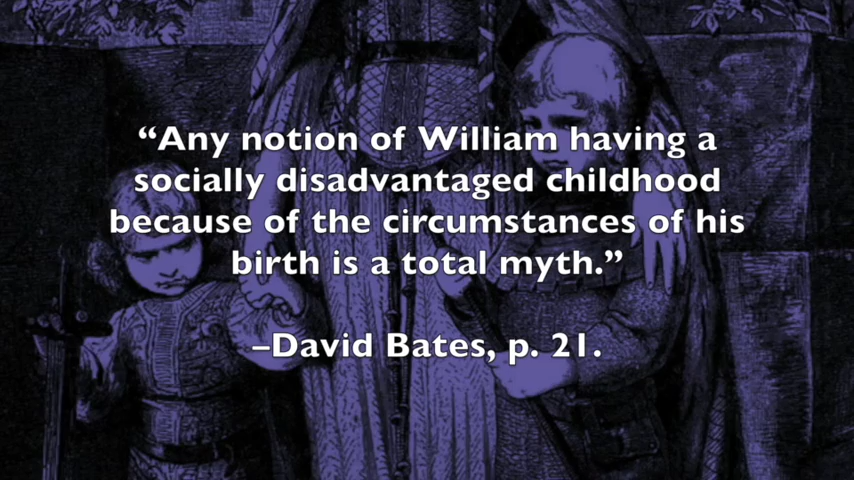 “Any notion of William having a
socially disadvantaged childhood
because of the circumstances of his
birth is a total myth.”
–David Bates, p. 21.